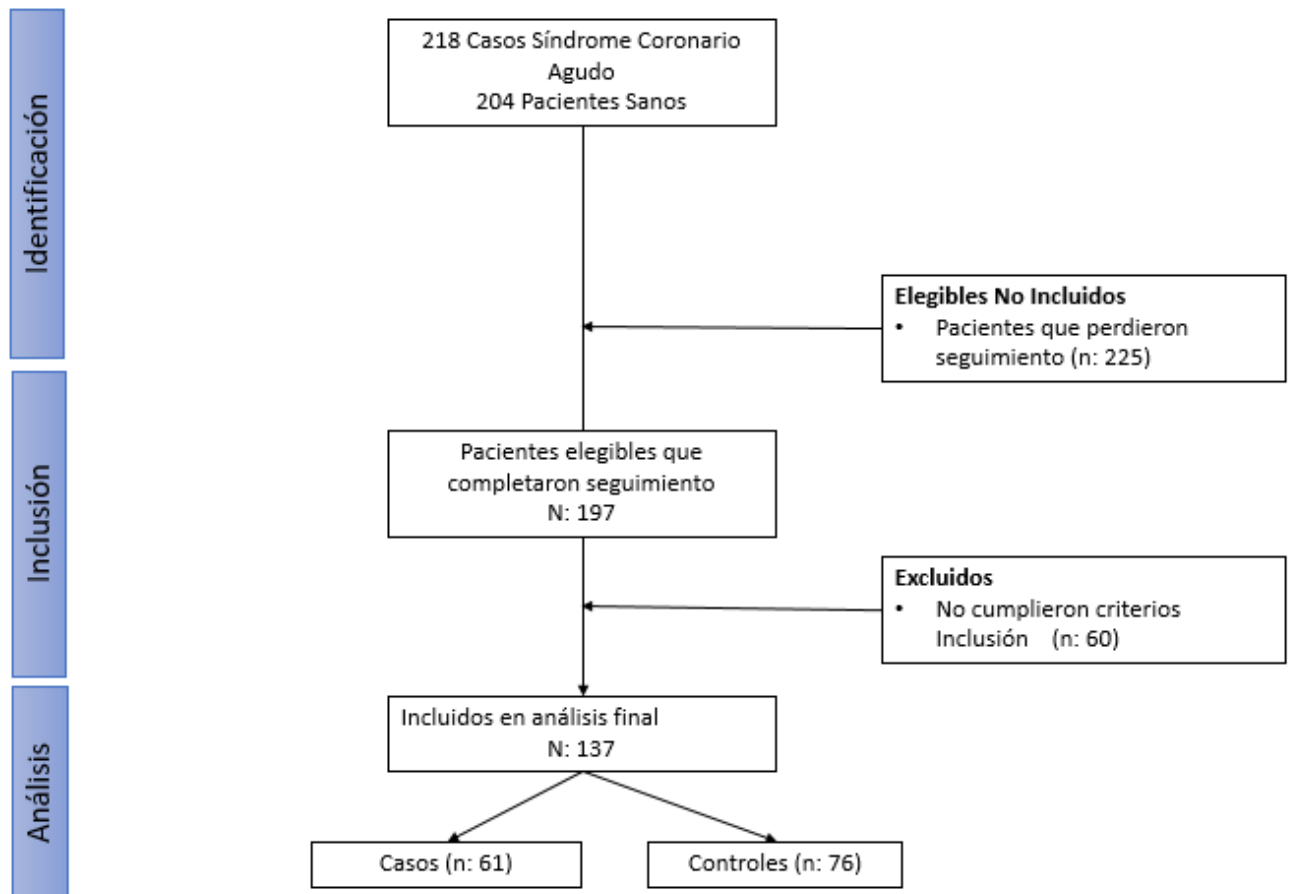 Identificación
218 Casos Síndrome Coronario
Agudo
204 Pacientes Sanos
Elegibles No Incluidos
• Pacientes que perdieron
seguimiento (n: 225)
Inclusión
Pacientes elegibles que
completaron seguimiento
N: 197
Excluidos
• No cumplieron criterios
Inclusión (n: 60)
Análisis
Incluidos en análisis final
N: 137
Casos (n: 61)
Controles (n: 76)